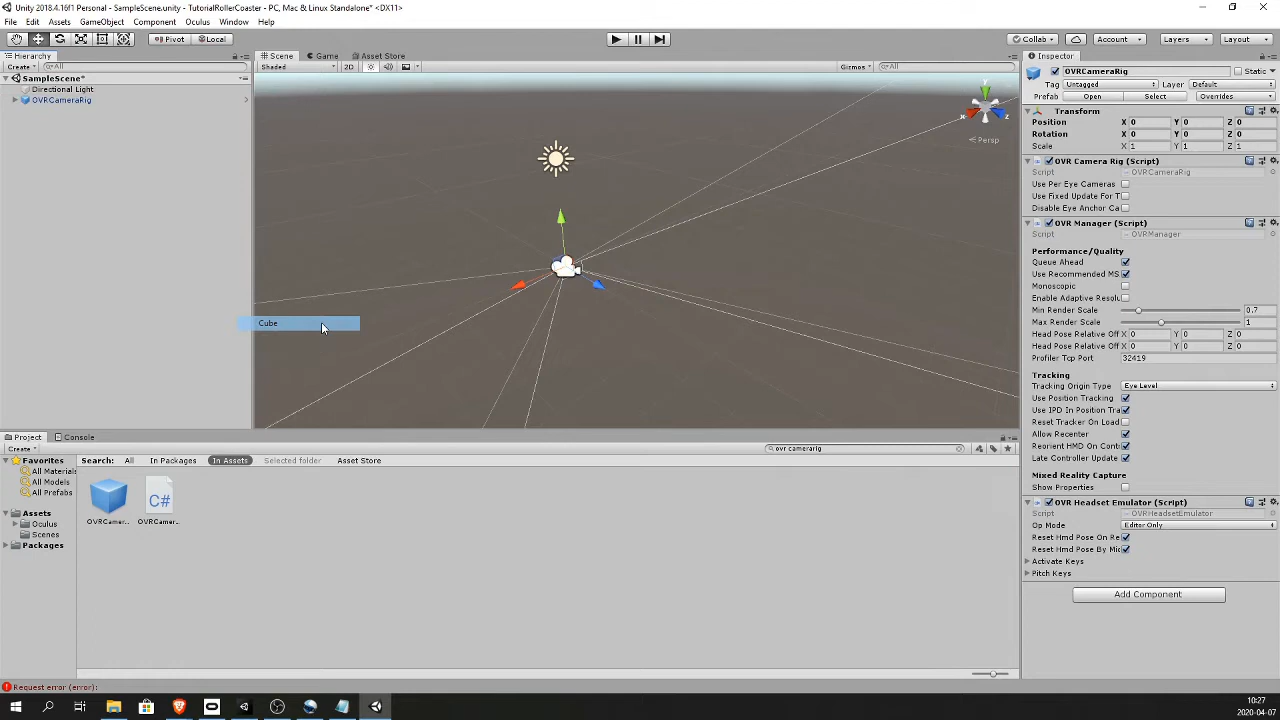 Unity 2018.4.16f1 Personal - SampleScene.unity - TutorialRollerCoaster - PC, Mac & Linux Standalone* <DX11>
File Edit Assets GameObject Component Oculus Window Help
Pivot Local Collab Account Layers Layout
Hierarchy Scene Game Asset Store Inspector
Create All Shaded 2D Gizmos All
OVRCameraRig Static
SampleScene*
Tag Untagged Layer Default
Directional Light
OVRCameraRig
Prefab Open Select Overrides
Transform
Position X 0 Y 0 Z 0
Rotation X 0 Y 0 Z 0
Scale X 1 Y 1 Z 1
y
x z
Persp
OVR Camera Rig (Script)
Script OVRCameraRig
Use Per Eye Cameras
Use Fixed Update For T
Disable Eye Anchor Ca
OVR Manager (Script)
Script OVRManager
Performance/Quality
Queue Ahead
Use Recommended MS
Monoscopic
Enable Adaptive Resolu
Min Render Scale 0.7
Max Render Scale 1
Cube
Head Pose Relative Off X 0 Y 0 Z 0
Head Pose Relative Off X 0 Y 0 Z 0
Profiler Tcp Port 32419
Tracking
Tracking Origin Type Eye Level
Use Position Tracking
Use IPD In Position Tra
Reset Tracker On Load
Allow Recenter
Reorient HMD On Cont
Late Controller Update
Mixed Reality Capture
Show Properties
OVR Headset Emulator (Script)
Script OVRHeadsetEmulator
Op Mode Editor Only
Reset Hmd Pose On Re
Reset Hmd Pose By Mid
Activate Keys
Pitch Keys
Add Component
Project Console
Create ovr camerarig
Favorites
All Materials
All Models
All Prefabs
Assets
Oculus
Scenes
Packages
Search: All In Packages In Assets Selected folder Asset Store
C#
OVRCamer... OVRCamer...
Request error (error):
10:27
2020-04-07